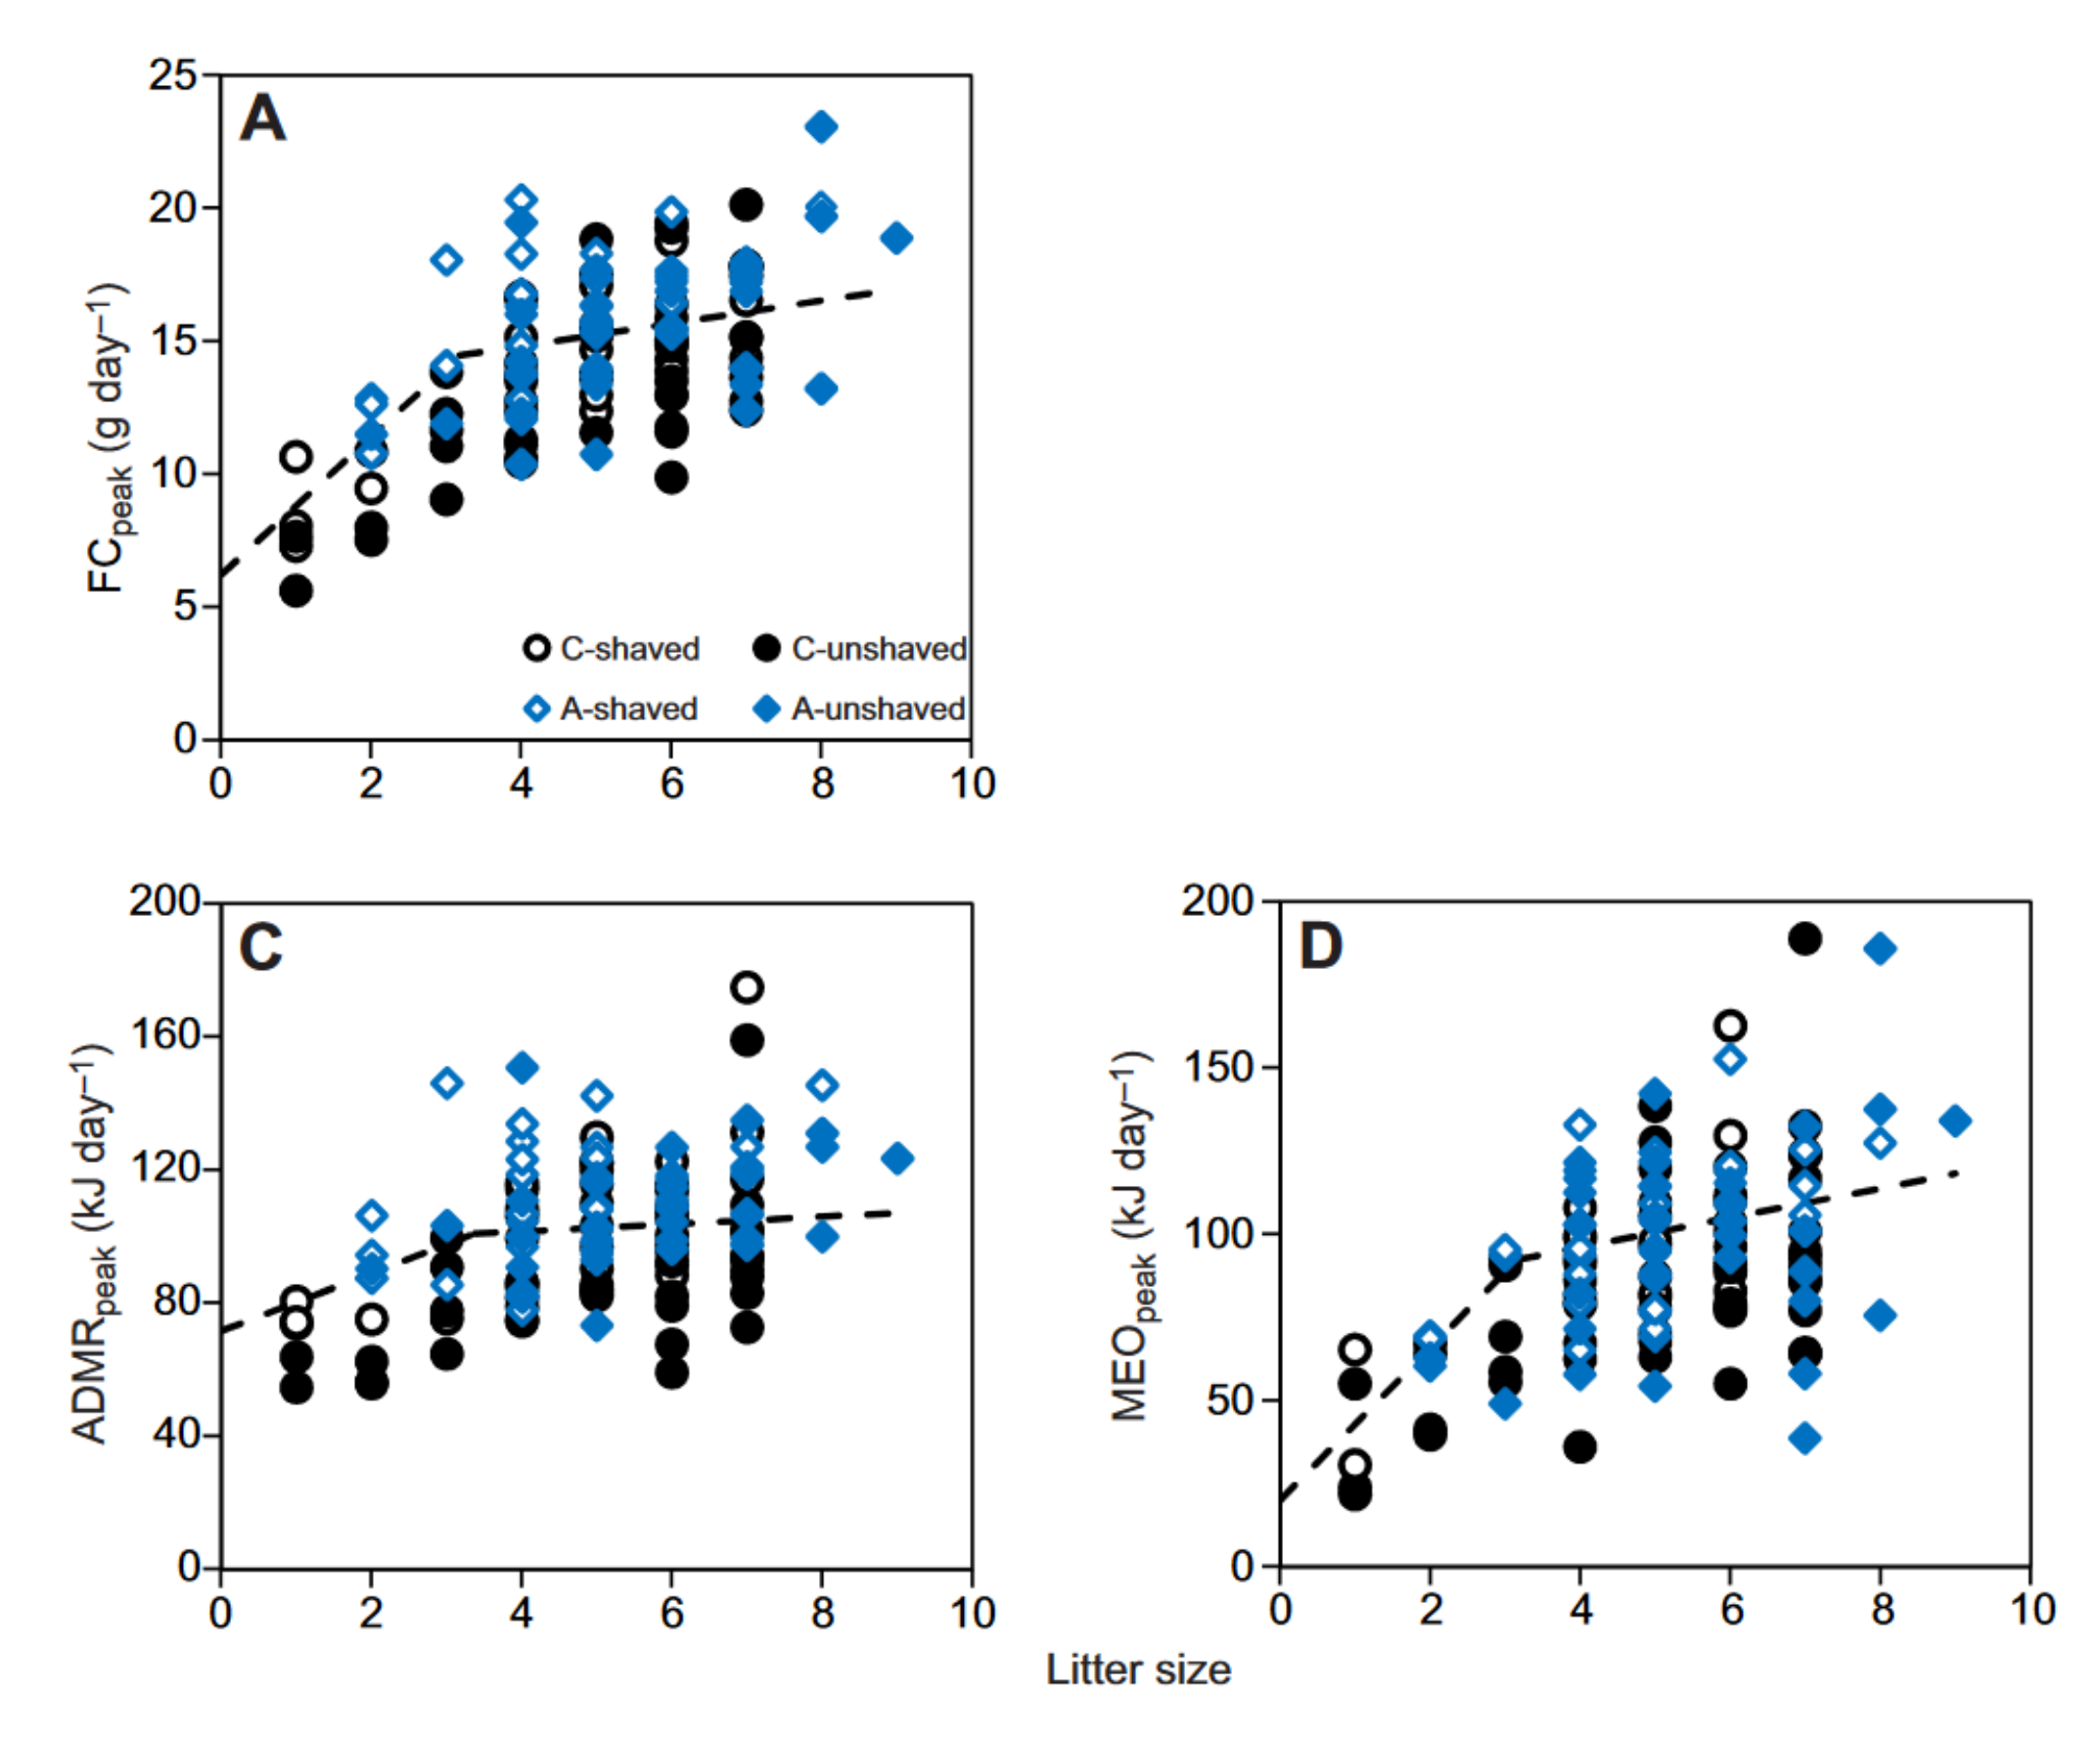 A
25
20
15
10
5
0
FCpeak (g day–1)
C-shaved
C-unshaved
A-shaved
A-unshaved
0 2 4 6 8 10
C
200
160
120
80
40
0
ADMRpeak (kJ day–1)
0 2 4 6 8 10
D
200
150
100
50
0
MEOpeak (kJ day–1)
0 2 4 6 8 10
Litter size